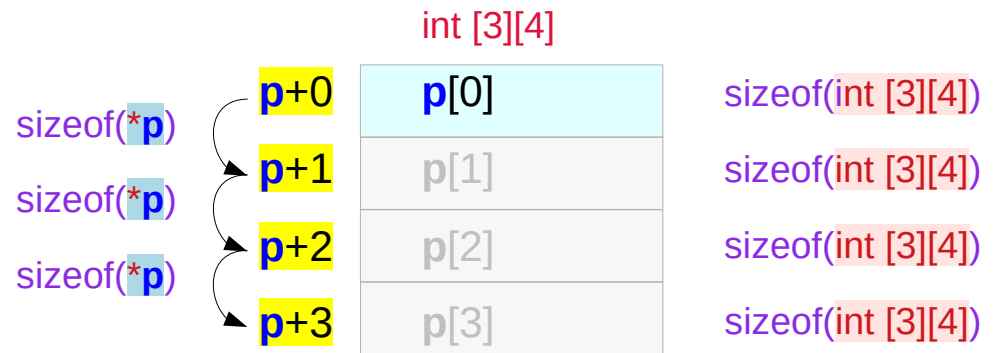 int [3][4]
p+0 p[0] sizeof(int [3][4])
sizeof(*p)
p+1 p[1] sizeof(int [3][4])
sizeof(*p)
p+2 p[2] sizeof(int [3][4])
sizeof(*p)
p+3 p[3] sizeof(int [3][4])